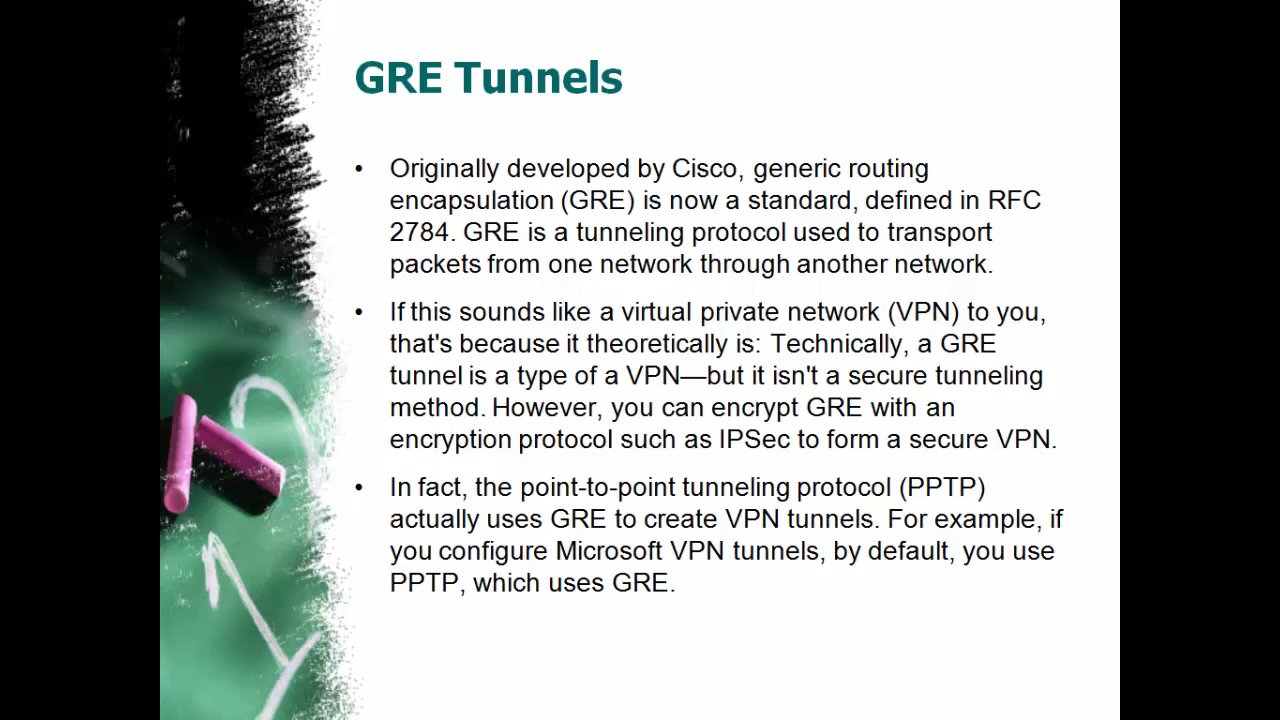 GRE Tunnels
• Originally developed by Cisco, generic routing
encapsulation (GRE) is now a standard, defined in RFC
2784. GRE is a tunneling protocol used to transport
packets from one network through another network.
• If this sounds like a virtual private network (VPN) to you,
that's because it theoretically is: Technically, a GRE
tunnel is a type of a VPN—but it isn't a secure tunneling
method. However, you can encrypt GRE with an
encryption protocol such as IPSec to form a secure VPN.
• In fact, the point-to-point tunneling protocol (PPTP)
actually uses GRE to create VPN tunnels. For example, if
you configure Microsoft VPN tunnels, by default, you use
PPTP, which uses GRE.